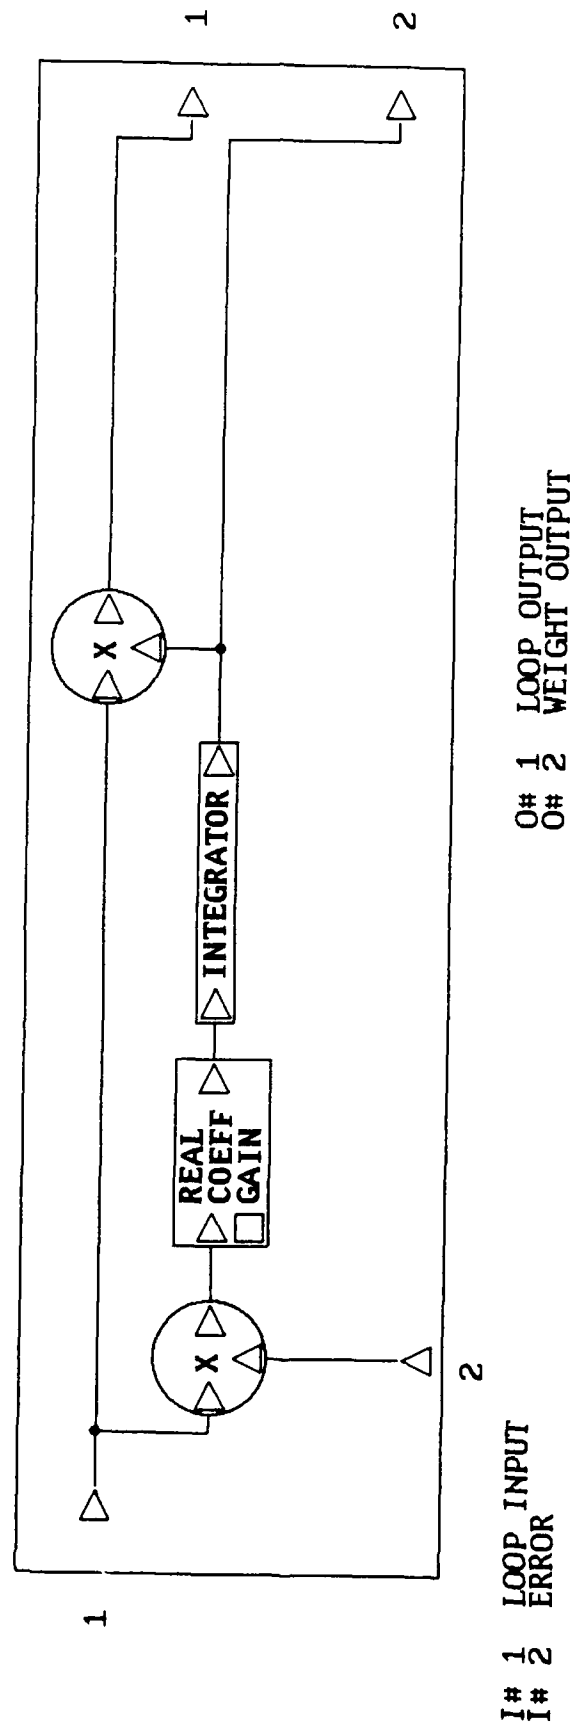 1
X
1
X
REAL
COEFF
GAIN
INTEGRATOR
2
2
I# 1 LOOP INPUT
I# 2 ERROR
O# 1 LOOP OUTPUT
O# 2 WEIGHT OUTPUT